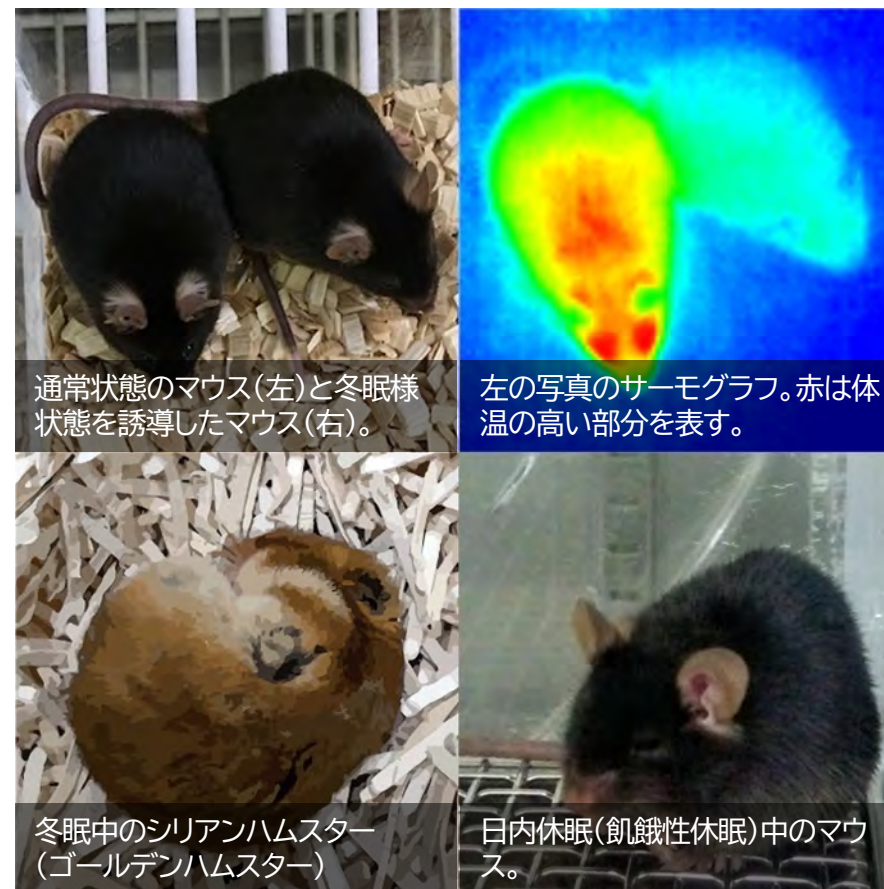 通常状態のマウス(左)と冬眠様
状態を誘導したマウス(右)。
左の写真のサーモグラフ。赤は体
温の高い部分を表す。
冬眠中のシリアンハムスター
(ゴールデンハムスター)
日内休眠(飢餓性休眠)中のマウ
ス。